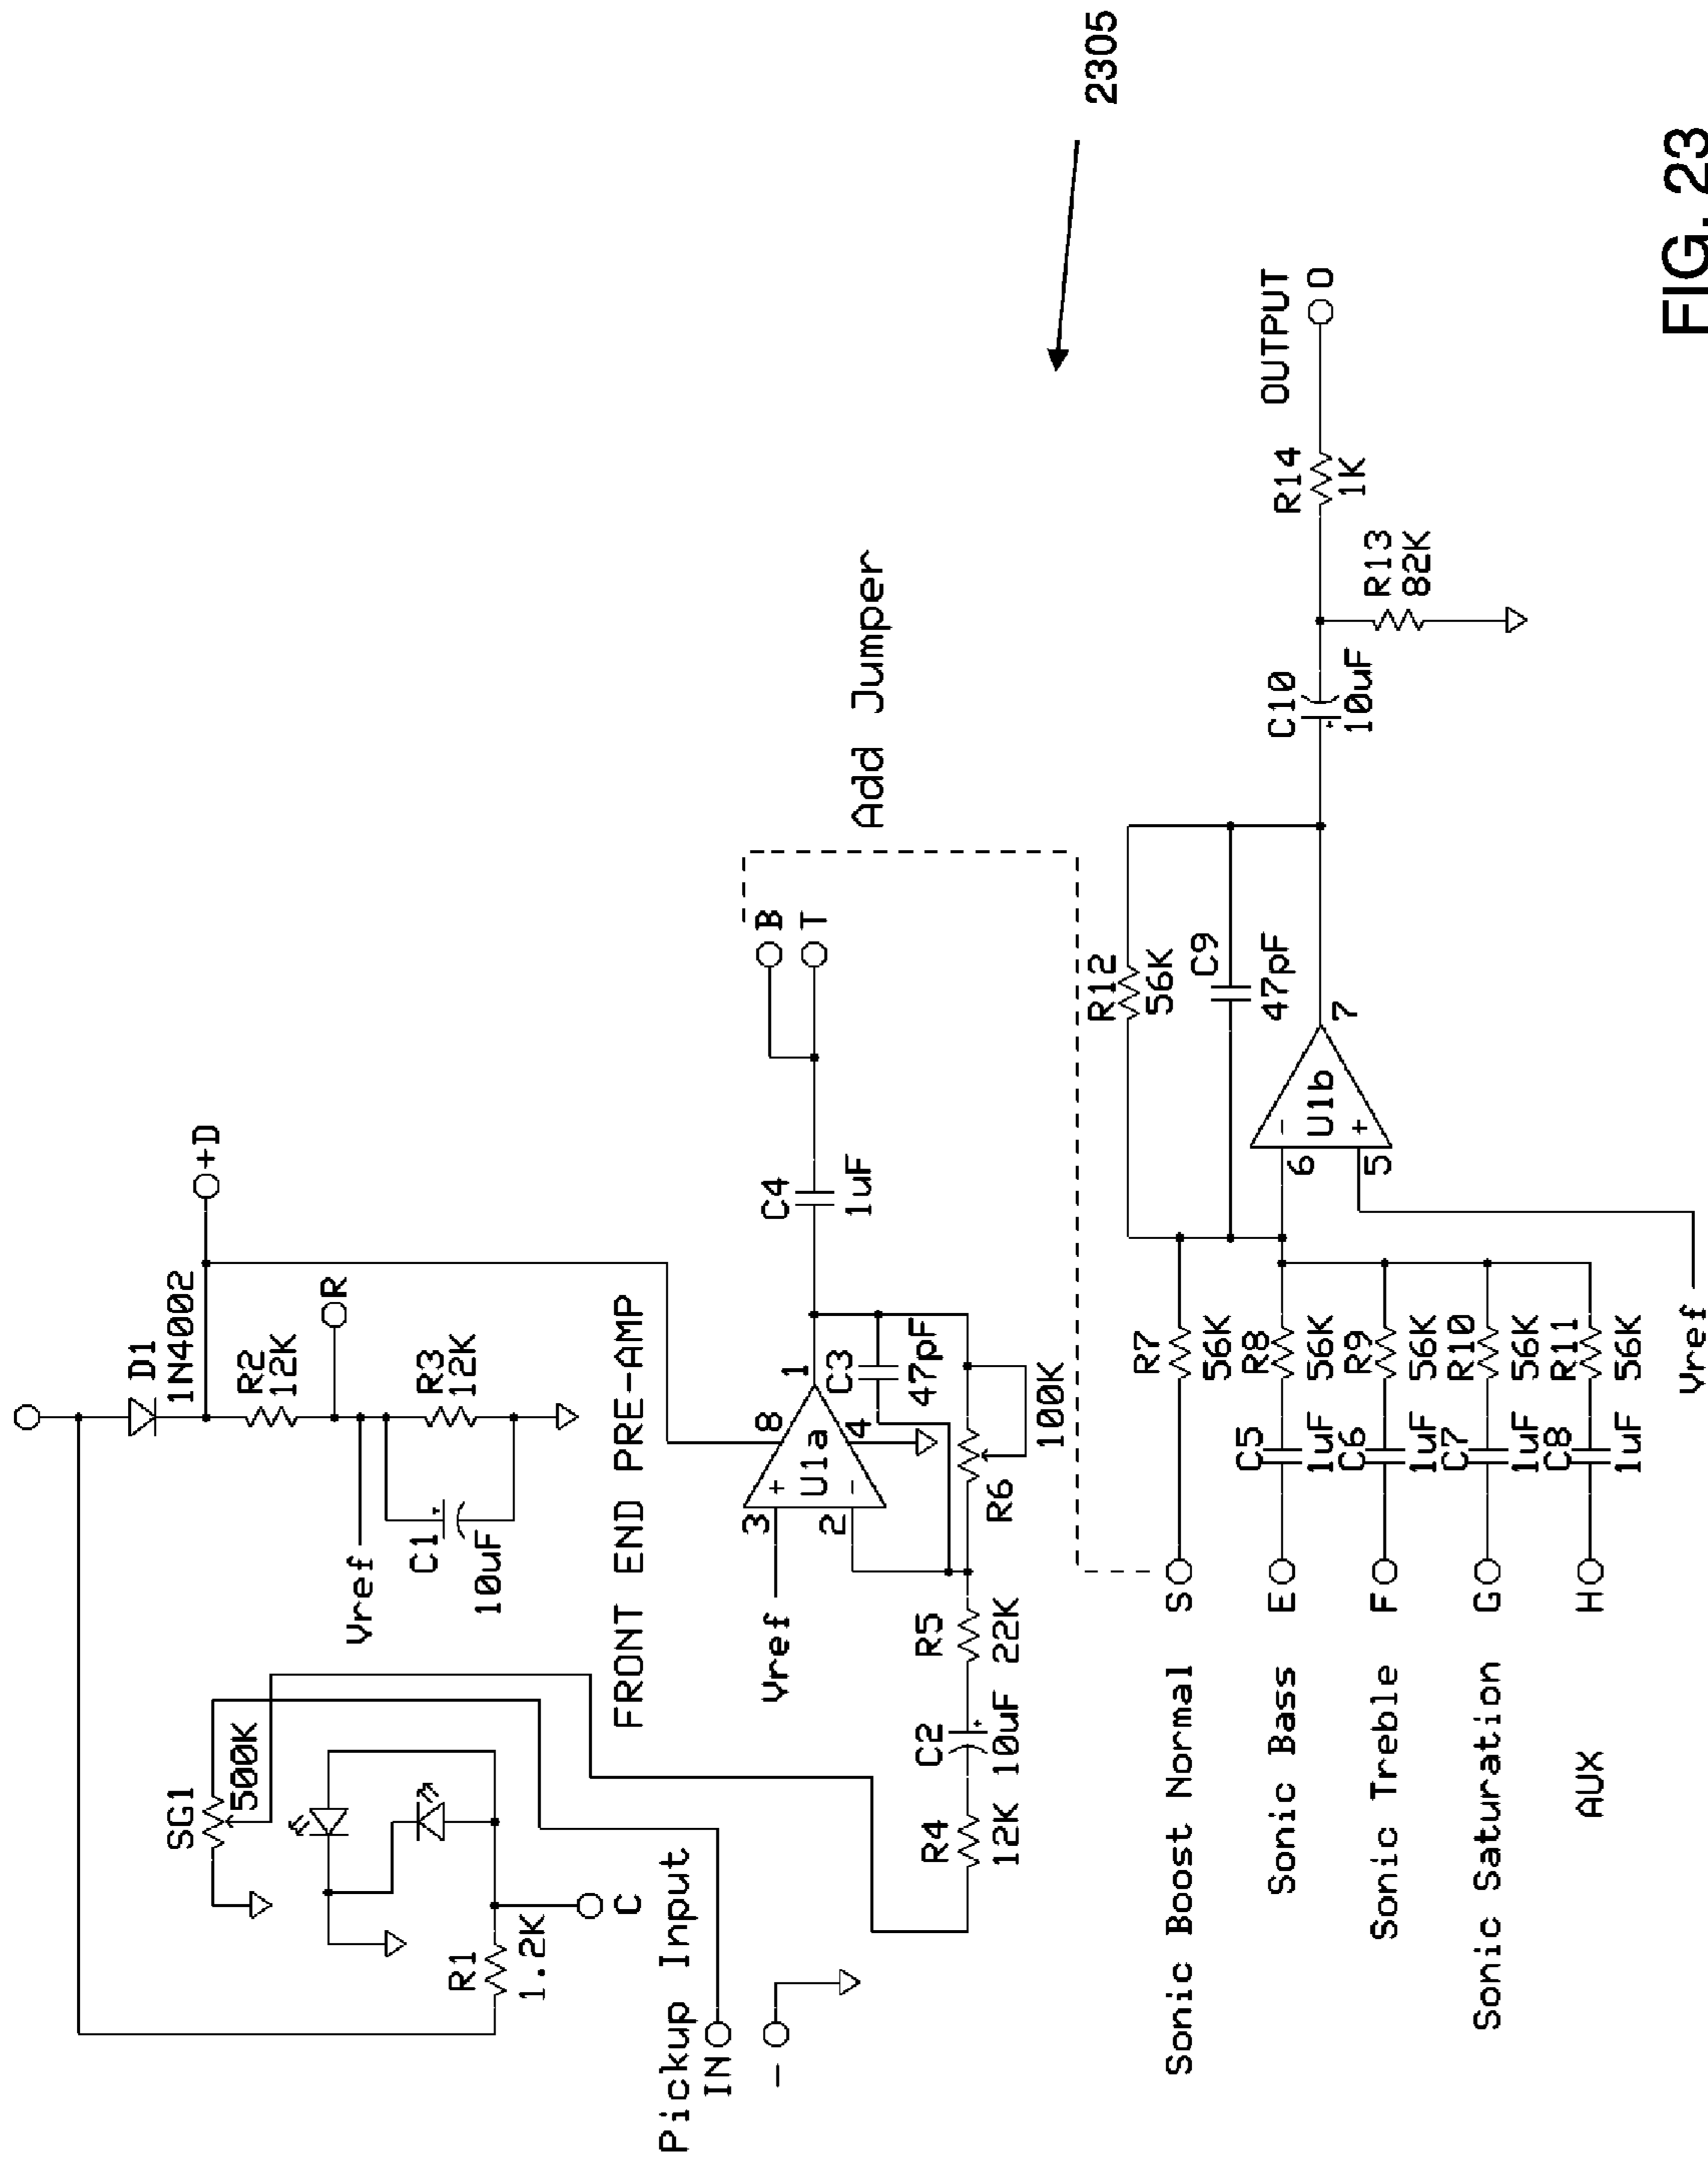 D1
1N4002
+D
R2
12K
R
R3
12K
Vref
C1
+
10uF
SG1
500K
R1
1.2K
C
FRONT END PRE-AMP
Pickup Input
IN
-
Vref
3
+
2
-
U1a
8
1
4
C3
47pF
C4
1uF
B
T
Add Jumper
R4
12K
C2
+
10uF
R5
22K
R6
100K
2305
Sonic Boost Normal
S
R7
56K
Sonic Bass
E
C5
1uF
R8
56K
Sonic Treble
F
C6
1uF
R9
56K
Sonic Saturation
G
C7
1uF
R10
56K
AUX
H
C8
1uF
R11
56K
R12
56K
C9
47pF
6
-
5
+
U1b
7
Vref
C10
+
10uF
R13
82K
R14
1K
OUTPUT
O
FIG. 23